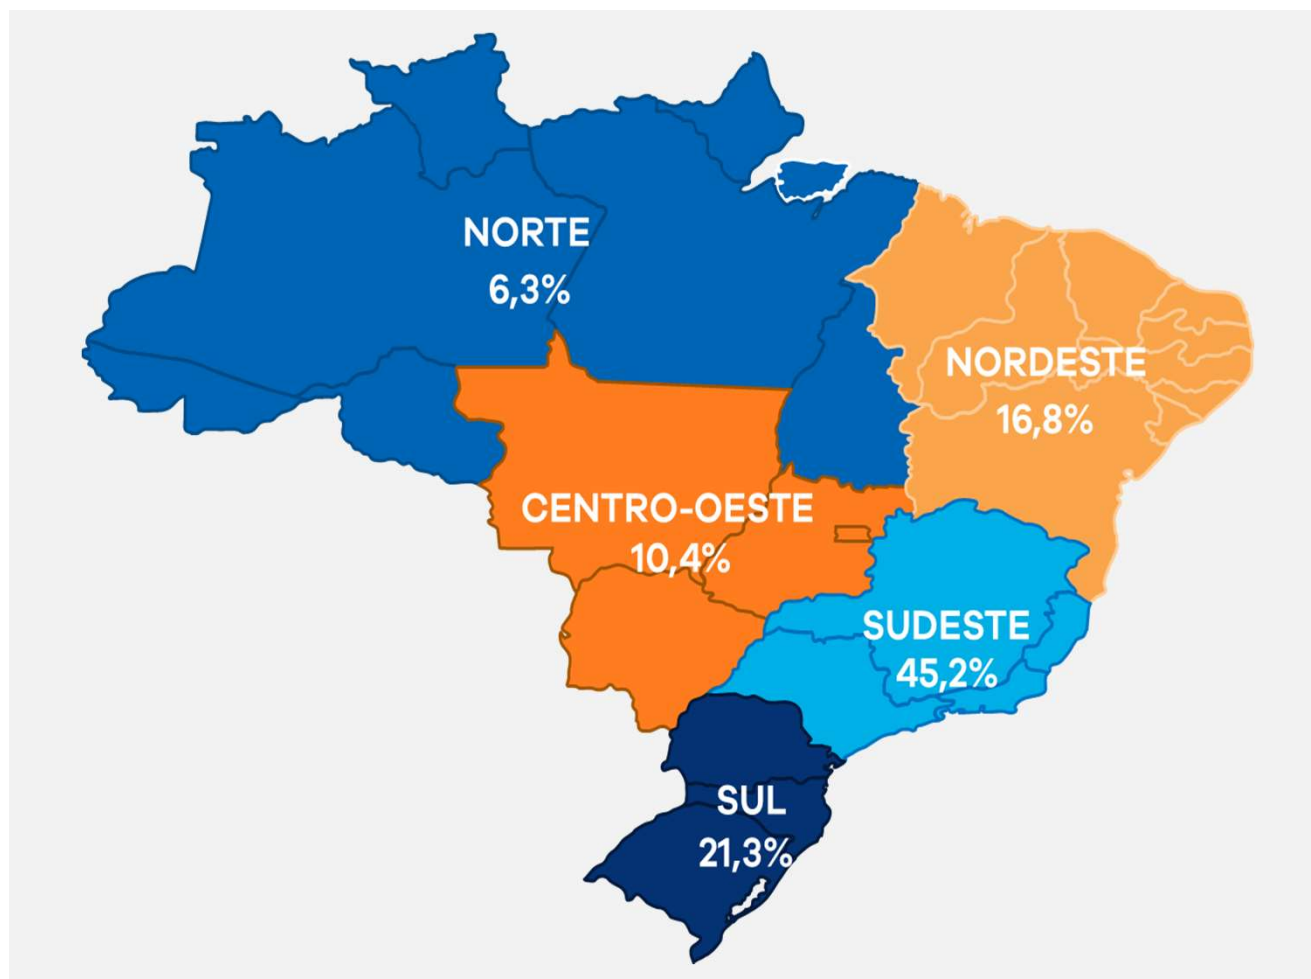 NORTE
6,3%
NORDESTE
16,8%
CENTRO-OESTE
10,4%
SUDESTE
45,2%
SUL
21,3%